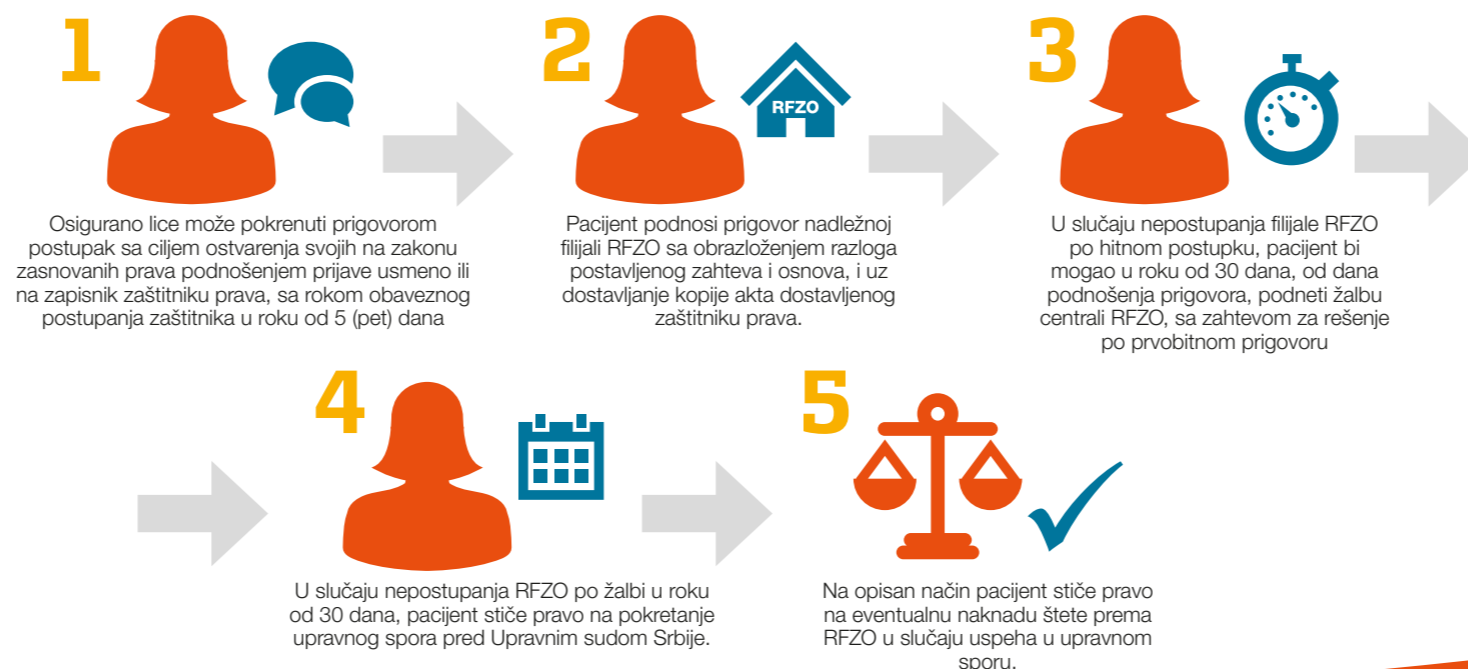 1
Osigurano lice može pokrenuti prigovorom
postupak sa ciljem ostvarenja svojih na zakonu
zasnovanih prava podnošenjem prijave usmeno ili
na zapisnik zaštitniku prava, sa rokom obaveznog
postupanja zaštitnika u roku od 5 (pet) dana
2
RFZO
Pacijent podnosi prigovor nadležnoj
filijali RFZO sa obrazloženjem razloga
postavljenog zahteva i osnova, i uz
dostavljanje kopije akta dostavljenog
zaštitniku prava.
3
U slučaju nepostupanja filijale RFZO
po hitnom postupku, pacijent bi
mogao u roku od 30 dana, od dana
podnošenja prigovora, podneti žalbu
centrali RFZO, sa zahtevom za rešenje
po prvobitnom prigovoru
4
U slučaju nepostupanja RFZO po žalbi u roku
od 30 dana, pacijent stiče pravo na pokretanje
upravnog spora pred Upravnim sudom Srbije.
5
Na opisan način pacijent stiče pravo
na eventualnu naknadu štete prema
RFZO u slučaju uspeha u upravnom
sporu.